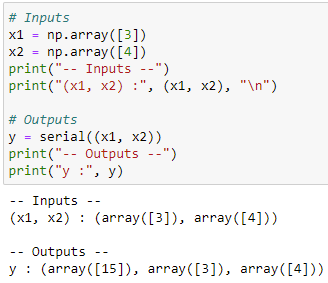 # Inputs
x1 = np.array([3])
x2 = np.array([4])
print("-- Inputs --")
print("(x1, x2) :", (x1, x2), "\n")
# Outputs
y = serial((x1, x2))
print("-- Outputs --")
print("y :", y)
-- Inputs --
(x1, x2) : (array([3]), array([4]))
-- Outputs --
y : (array([15]), array([3]), array([4]))